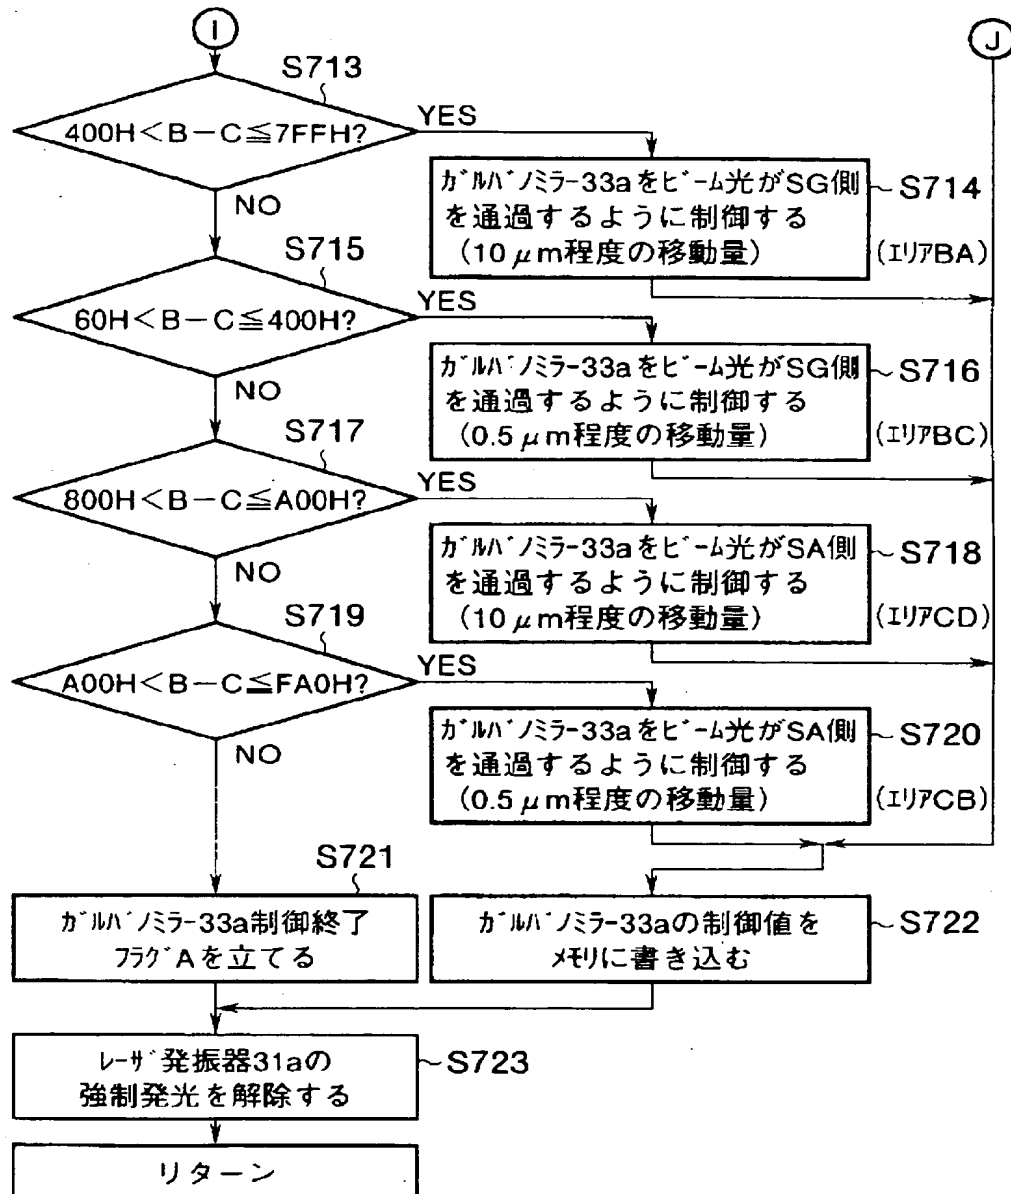 I
J
S713
400H<B-C≦7FFH?
YES
NO
ガルバノミラー33aをビーム光がSG側
を通過するように制御する
(10μm程度の移動量)
S714
(エリアBA)
S715
60H<B-C≦400H?
YES
NO
ガルバノミラー33aをビーム光がSG側
を通過するように制御する
(0.5μm程度の移動量)
S716
(エリアBC)
S717
800H<B-C≦A00H?
YES
NO
ガルバノミラー33aをビーム光がSA側
を通過するように制御する
(10μm程度の移動量)
S718
(エリアCD)
S719
A00H<B-C≦FA0H?
YES
NO
ガルバノミラー33aをビーム光がSA側
を通過するように制御する
(0.5μm程度の移動量)
S720
(エリアCB)
S721
ガルバノミラー33a制御終了
フラグAを立てる
ガルバノミラー33aの制御値を
メモリに書き込む
S722
レーザ発振器31aの
強制発光を解除する
S723
リターン